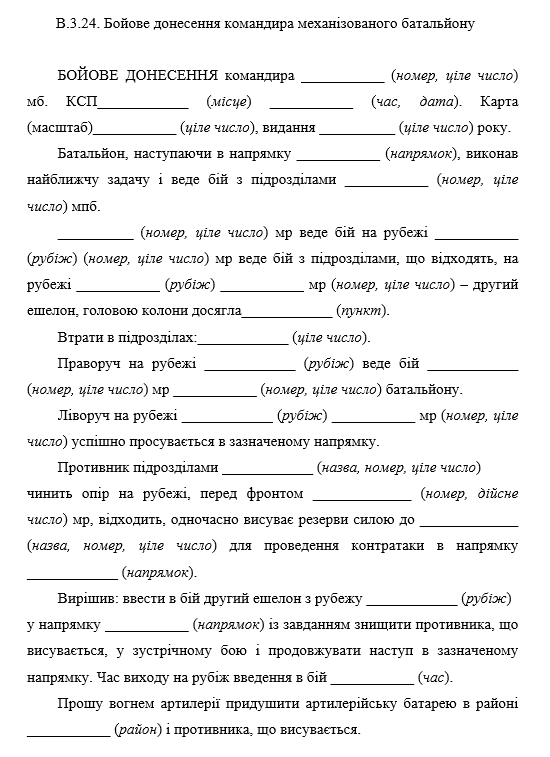 В.3.24. Бойове донесення командира механізованого батальйону
БОЙОВЕ ДОНЕСЕННЯ командира ___________ (номер, ціле число)
мб. КСП____________ (місце) ___________ (час, дата). Карта
(масштаб)___________ (ціле число), видання __________ (ціле число) року.
Батальйон, наступаючи в напрямку ___________ (напрямок), виконав
найближчу задачу і веде бій з підрозділами ___________ (номер, ціле
число) мпб.
__________ (номер, ціле число) мр веде бій на рубежі ___________
(рубіж) (номер, ціле число) мр веде бій з підрозділами, що відходять, на
рубежі ___________ (рубіж) ___________ мр (номер, ціле число) – другий
ешелон, головою колони досягла____________ (пункт).
Втрати в підрозділах:____________ (ціле число).
Праворуч на рубежі ____________ (рубіж) веде бій ____________
(номер, ціле число) мр ___________ (номер, ціле число) батальйону.
Ліворуч на рубежі ____________ (рубіж) ___________ мр (номер, ціле
число) успішно просувається в зазначеному напрямку.
Противник підрозділами ____________ (назва, номер, ціле число)
чинить опір на рубежі, перед фронтом _____________ (номер, дійсне
число) мр, відходить, одночасно висуває резерви силою до _____________
(назва, номер, ціле число) для проведення контратаки в напрямку
____________ (напрямок).
Вирішив: ввести в бій другий ешелон з рубежу ____________ (рубіж)
у напрямку ___________ (напрямок) із завданням знищити противника, що
висувається, у зустрічному бою і продовжувати наступ в зазначеному
напрямку. Час виходу на рубіж введення в бій ___________ (час).
Прошу вогнем артилерії придушити артилерійську батарею в районі
___________ (район) і противника, що висувається.